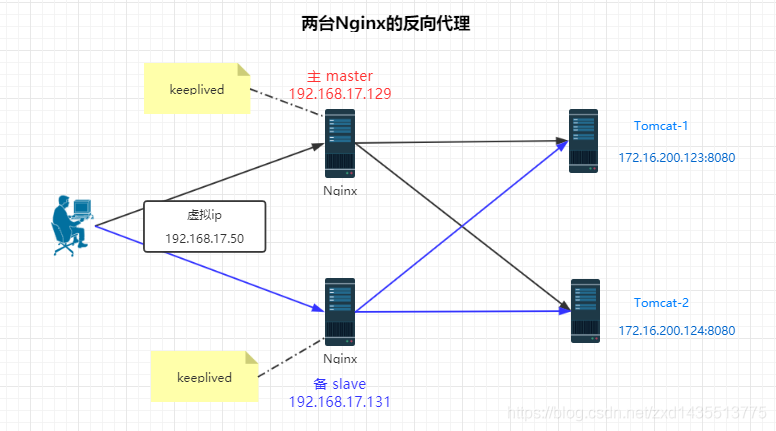 两台Nginx的反向代理
keeplived
主 master
192.168.17.129
Nginx
Tomcat-1
172.16.200.123:8080
虚拟ip
192.168.17.50
Nginx
Tomcat-2
172.16.200.124:8080
keeplived
备 slave
192.168.17.131
https://blog.csdn.net/zxd1435513775